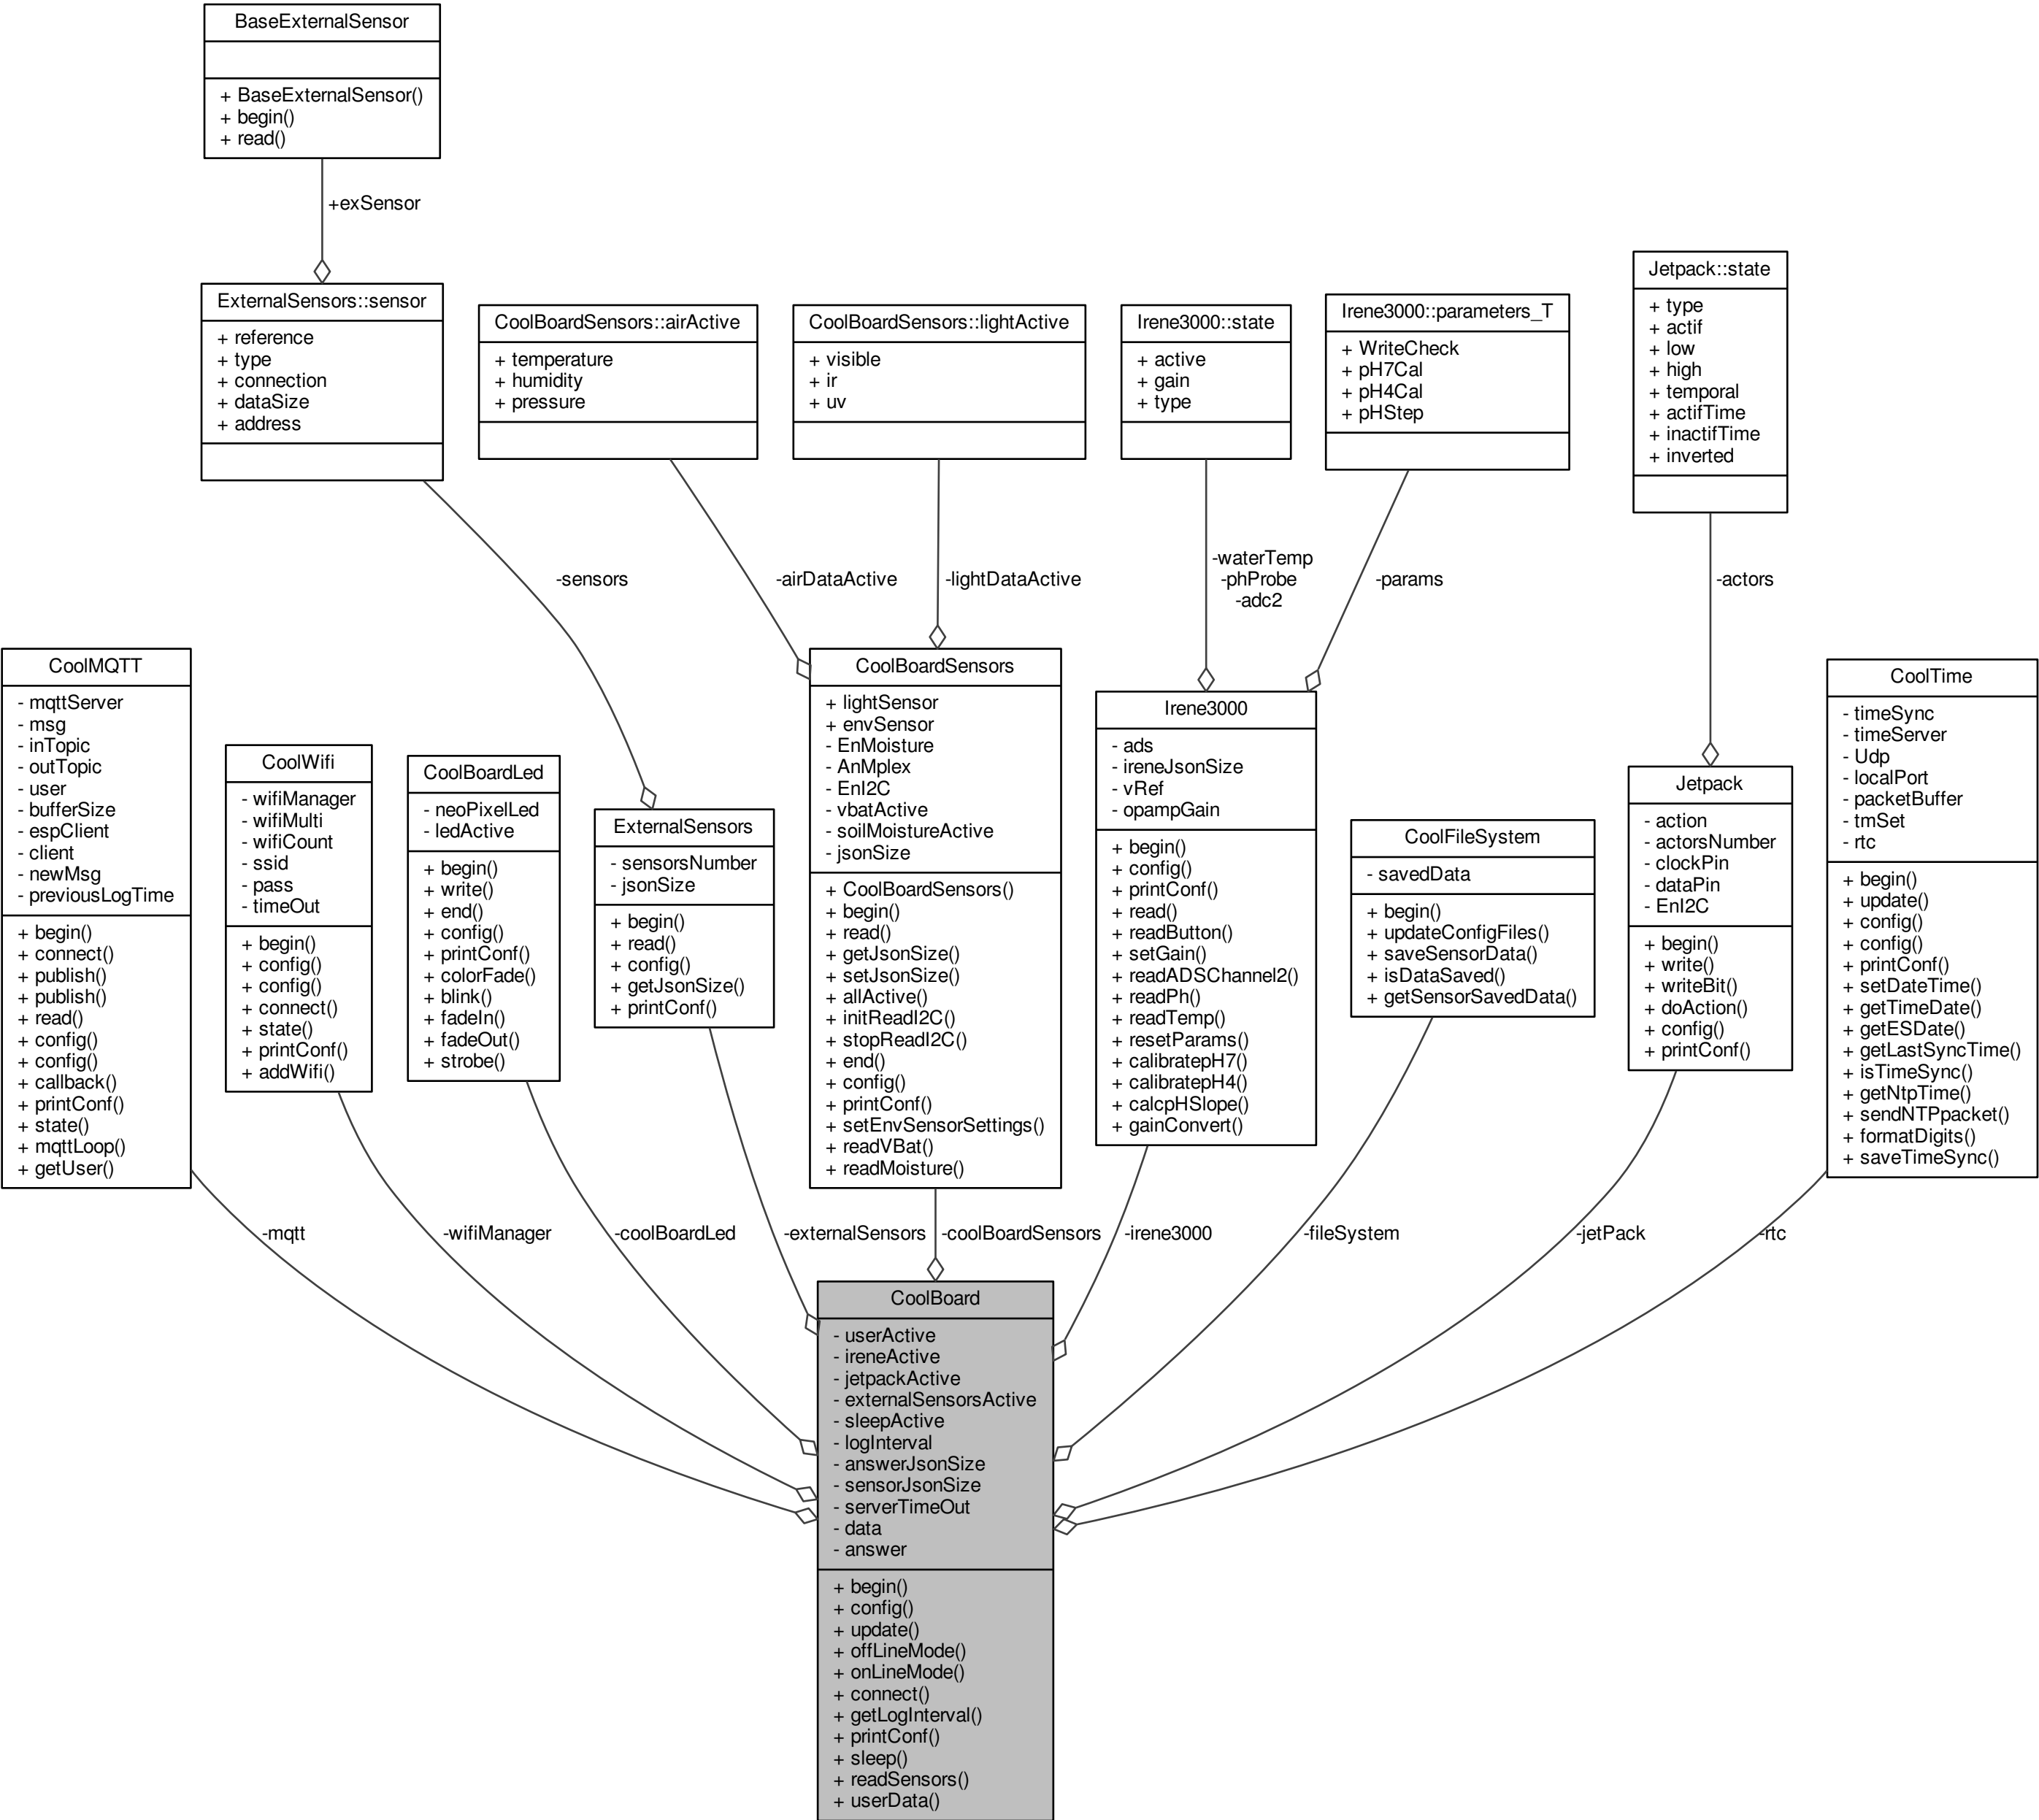 BaseExternalSensor
+ BaseExternalSensor()
+ begin()
+ read()
+exSensor
ExternalSensors::sensor
+ reference
+ type
+ connection
+ dataSize
+ address
CoolBoardSensors::airActive
+ temperature
+ humidity
+ pressure
CoolBoardSensors::lightActive
+ visible
+ ir
+ uv
Irene3000::state
+ active
+ gain
+ type
Irene3000::parameters_T
+ WriteCheck
+ pH7Cal
+ pH4Cal
+ pHStep
Jetpack::state
+ type
+ actif
+ low
+ high
+ temporal
+ actifTime
+ inactifTime
+ inverted
-sensors
-airDataActive
-lightDataActive
-waterTemp
-phProbe
-adc2
-params
-actors
CoolMQTT
- mqttServer
- msg
- inTopic
- outTopic
- user
- bufferSize
- espClient
- client
- newMsg
- previousLogTime
+ begin()
+ connect()
+ publish()
+ publish()
+ read()
+ config()
+ config()
+ callback()
+ printConf()
+ state()
+ mqttLoop()
+ getUser()
CoolWifi
- wifiManager
- wifiMulti
- wifiCount
- ssid
- pass
- timeOut
+ begin()
+ config()
+ config()
+ connect()
+ state()
+ printConf()
+ addWifi()
CoolBoardLed
- neoPixelLed
- ledActive
+ begin()
+ write()
+ end()
+ config()
+ printConf()
+ colorFade()
+ blink()
+ fadeIn()
+ fadeOut()
+ strobe()
ExternalSensors
- sensorsNumber
- jsonSize
+ begin()
+ read()
+ config()
+ getJsonSize()
+ printConf()
CoolBoardSensors
+ lightSensor
+ envSensor
- EnMoisture
- AnMplex
- EnI2C
- vbatActive
- soilMoistureActive
- jsonSize
+ CoolBoardSensors()
+ begin()
+ read()
+ getJsonSize()
+ setJsonSize()
+ allActive()
+ initReadI2C()
+ stopReadI2C()
+ end()
+ config()
+ printConf()
+ setEnvSensorSettings()
+ readVBat()
+ readMoisture()
Irene3000
- ads
- ireneJsonSize
- vRef
- opampGain
+ begin()
+ config()
+ printConf()
+ read()
+ readButton()
+ setGain()
+ readADSChannel2()
+ readPh()
+ readTemp()
+ resetParams()
+ calibratepH7()
+ calibratepH4()
+ calcpHSlope()
+ gainConvert()
CoolFileSystem
- savedData
+ begin()
+ updateConfigFiles()
+ saveSensorData()
+ isDataSaved()
+ getSensorSavedData()
Jetpack
- action
- actorsNumber
- clockPin
- dataPin
- EnI2C
+ begin()
+ write()
+ writeBit()
+ doAction()
+ config()
+ printConf()
CoolTime
- timeSync
- timeServer
- Udp
- localPort
- packetBuffer
- tmSet
- rtc
+ begin()
+ update()
+ config()
+ config()
+ printConf()
+ setDateTime()
+ getTimeDate()
+ getESDate()
+ getLastSyncTime()
+ isTimeSync()
+ getNtpTime()
+ sendNTPpacket()
+ formatDigits()
+ saveTimeSync()
-mqtt
-wifiManager
-coolBoardLed
-externalSensors
-coolBoardSensors
-irene3000
-fileSystem
-jetPack
-rtc
CoolBoard
- userActive
- ireneActive
- jetpackActive
- externalSensorsActive
- sleepActive
- logInterval
- answerJsonSize
- sensorJsonSize
- serverTimeOut
- data
- answer
+ begin()
+ config()
+ update()
+ offLineMode()
+ onLineMode()
+ connect()
+ getLogInterval()
+ printConf()
+ sleep()
+ readSensors()
+ userData()